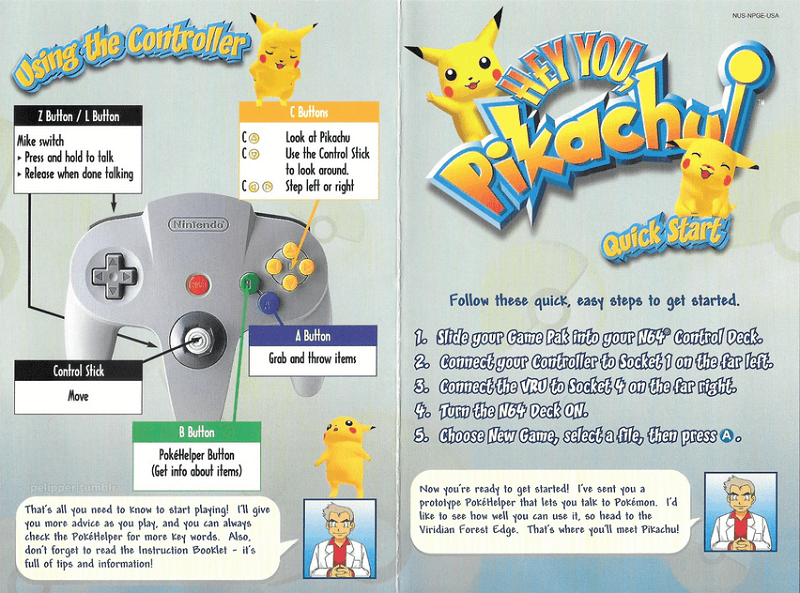 Using the Controller
Z Button / L Button
Mike switch
▸ Press and hold to talk
▸ Release when done talking
C Buttons
C Look at Pikachu
C Use the Control Stick
to look around.
C Step left or right
Nintendo
A Button
Grab and throw items
Control Stick
Move
B Button
PokéHelper Button
(Get info about items)
pelipper|tumblr
That's all you need to know to start playing! I'll give
you more advice as you play, and you can always
check the PokéHelper for more key words. Also,
don't forget to read the Instruction Booklet – it's
full of tips and information!
NUS-NPGE-USA
HEY YOU,
Pikachu!
TM
Quick Start
Follow these quick, easy steps to get started.
1. Slide your Game Pak into your N64® Control Deck.
2. Connect your Controller to Socket 1 on the far left.
3. Connect the VRU to Socket 4 on the far right.
4. Turn the N64 Deck ON.
5. Choose New Game, select a file, then press A.
Now you're ready to get started! I've sent you a
prototype PokéHelper that lets you talk to Pokémon. I'd
like to see how well you can use it, so head to the
Viridian Forest Edge. That's where you'll meet Pikachu!